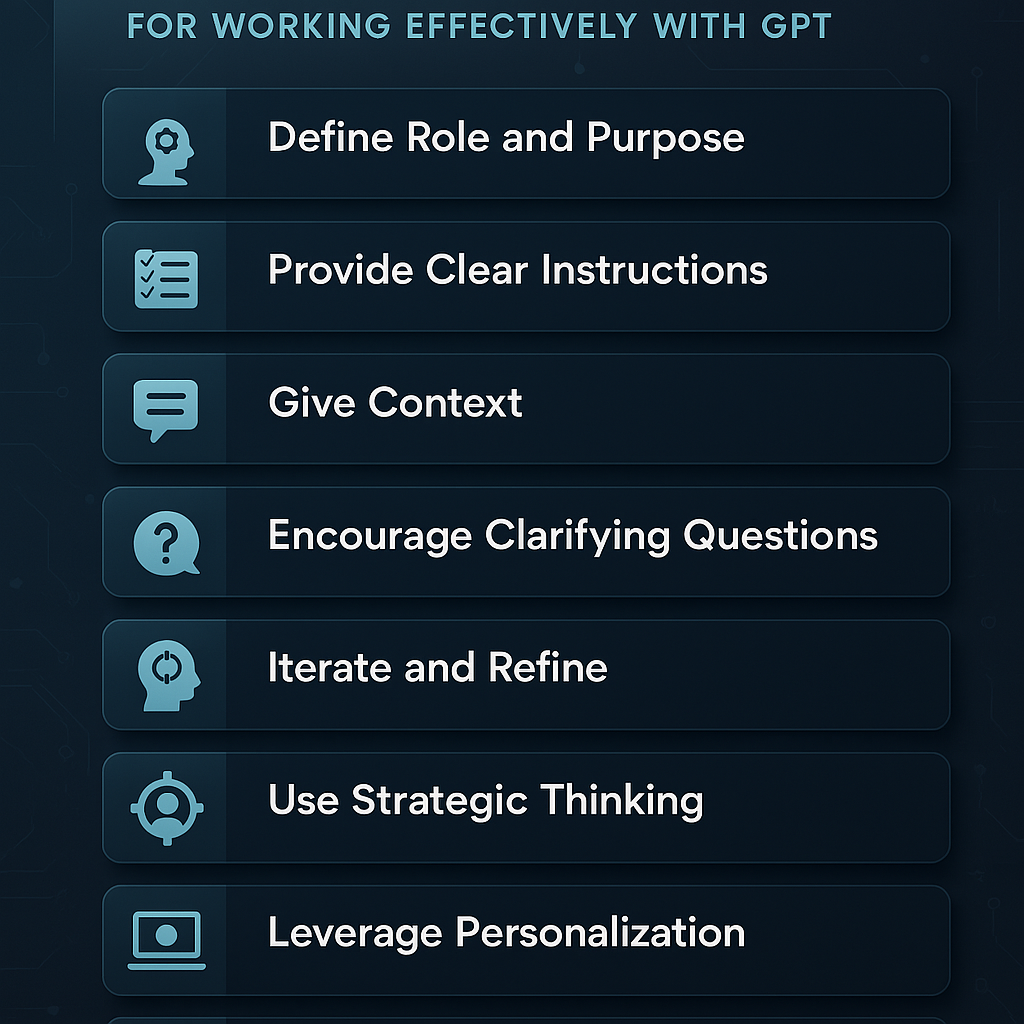 FOR WORKING EFFECTIVELY WITH GPT
Define Role and Purpose
Provide Clear Instructions
Give Context
Encourage Clarifying Questions
Iterate and Refine
Use Strategic Thinking
Leverage Personalization